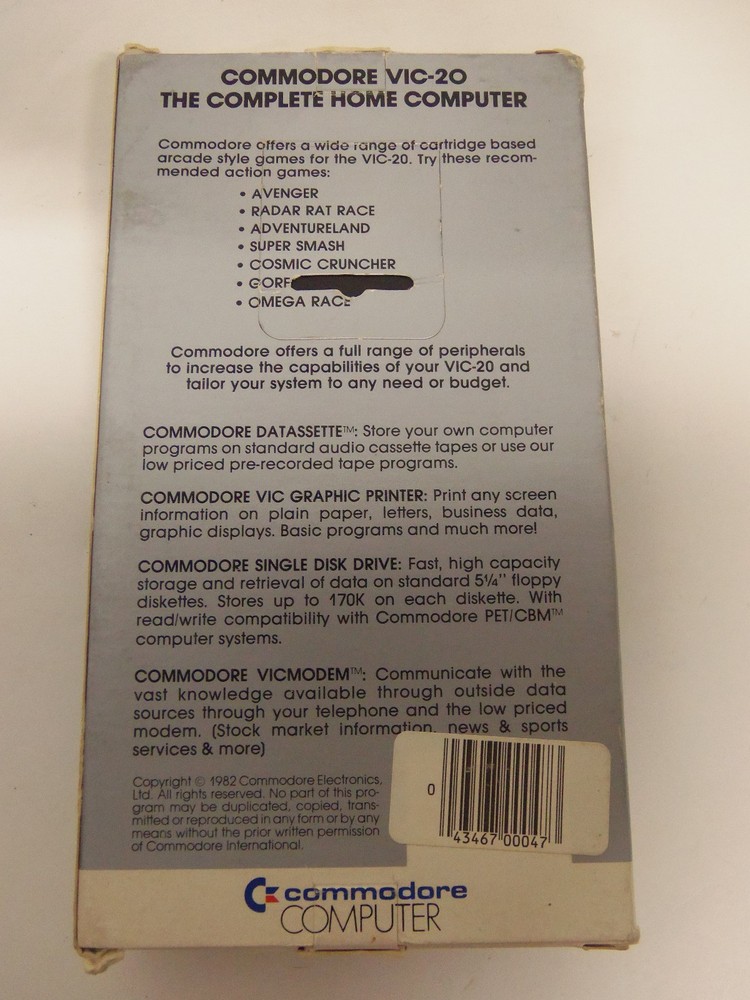 COMMODORE VIC-20
THE COMPLETE HOME COMPUTER
Commodore offers a wide range of cartridge based
arcade style games for the VIC-20. Try these recom-
mended action games:
• AVENGER
• RADAR RAT RACE
• ADVENTURELAND
• SUPER SMASH
• COSMIC CRUNCHER
• GORF
• OMEGA RACE
Commodore offers a full range of peripherals
to increase the capabilities of your VIC-20 and
tailor your system to any need or budget.
COMMODORE DATASSETTE™: Store your own computer
programs on standard audio cassette tapes or use our
low priced pre-recorded tape programs.
COMMODORE VIC GRAPHIC PRINTER: Print any screen
information on plain paper, letters, business data,
graphic displays. Basic programs and much more!
COMMODORE SINGLE DISK DRIVE: Fast, high capacity
storage and retrieval of data on standard 5¼" floppy
diskettes. Stores up to 170K on each diskette. With
read/write compatibility with Commodore PET/CBM™
computer systems.
COMMODORE VICMODEM™: Communicate with the
vast knowledge available through outside data
sources through your telephone and the low priced
modem. (Stock market information, news & sports
services & more)
Copyright © 1982 Commodore Electronics,
Ltd. All rights reserved. No part of this pro-
gram may be duplicated, copied, trans-
mitted or reproduced in any form or by any
means without the prior written permission
of Commodore International.
0 43467 00047
commodore
COMPUTER